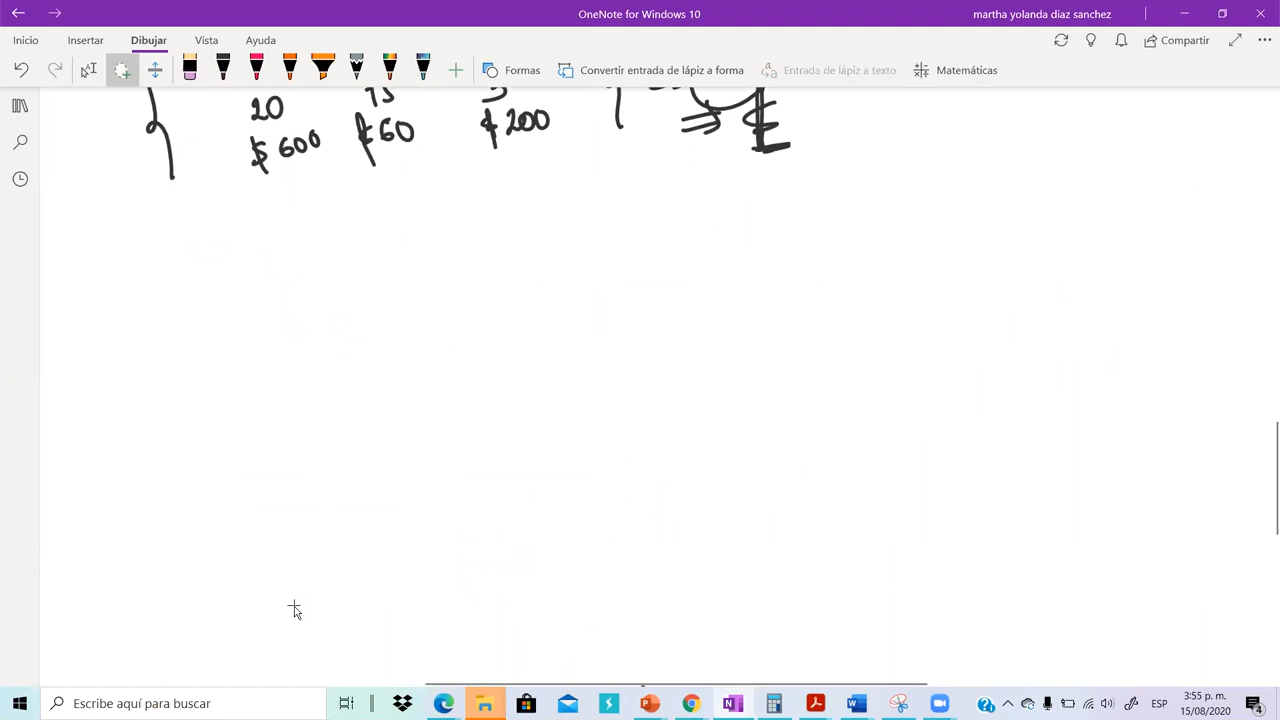 OneNote for Windows 10
martha yolanda diaz sanchez
Inicio
Insertar
Dibujar
Vista
Ayuda
Compartir
Formas
Convertir entrada de lápiz a forma
Entrada de lápiz a texto
Matemáticas
20
$ 600
$ 60
$ 200
Escribe aquí para buscar
ESP
3:55 p. m.
15/08/2020
4